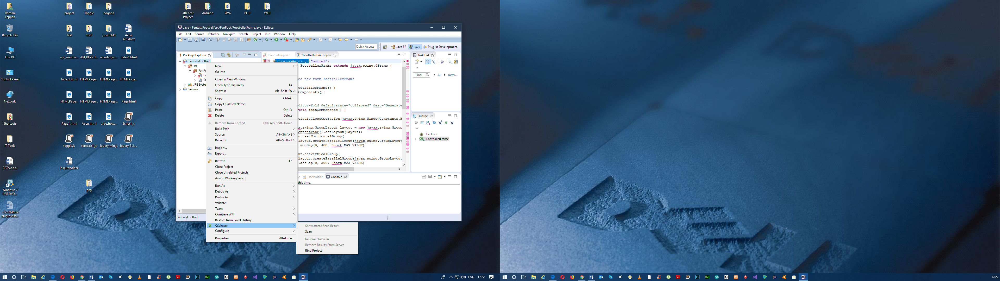 Roman
Leppek
project
Toggle
pogoda
4th Year
Project
Arduino
JAVA
PHP
WEB
Recycle Bin
Test
test2
jsonTable
Accu
API.docx
This PC
api_wunder...
API_KEYS.d...
wundergro...
index1.html
Control Panel
Index2.html
HTMLPage...
HTMLPage...
HTMLPage...
Network
HTMLPage...
HTMLPage...
HTMLPage...
Page.html
Shortcuts
Page1.html
Accu.html
slideshow....
Script1.js
IT Tools
toggle.js
forecast1.js
jquery.min.js
jquery-3.2....
DATA.docx
Inspiron.docx
Windows 7
USB DVD...
pkg
~SeckMarkx
plugin inst...
Java - FantasyFootball/src/FanFoot/FootballerFrame.java - Eclipse
File Edit Source Refactor Navigate Search Project Run Window Help
Quick Access
Java EE
Java
Plug-in Development
Package Explorer
FantasyFootball
src
FanFo
Fo
Fo
JRE Syste
Servers
Footballer.java
*FootballerFrame.java
3 @SuppressWarnings("serial")
FootballerFrame extends javax.swing.JFrame {
es new form FootballerFrame
FootballerFrame() {
Components();
ditor-fold defaultstate="collapsed" desc="Generate
void initComponents() {
DefaultCloseOperation(javax.swing.WindowConstants.E
x.swing.GroupLayout layout = new javax.swing.Group
ContentPane().setLayout(layout);
ut.setHorizontalGroup(
layout.createParallelGroup(javax.swing.GroupLayout
.addGap(0, 400, Short.MAX_VALUE)
ut.setVerticalGroup(
layout.createParallelGroup(javax.swing.GroupLayout
.addGap(0, 300, Short.MAX_VALUE)
Task List
Find
All
Activ...
Outline
FanFoot
FootballerFrame
Declaration
Console
this time.
FantasyFootball
New
Go Into
Open in New Window
Open Type Hierarchy F4
Show In Alt+Shift+W
Copy Ctrl+C
Copy Qualified Name
Paste Ctrl+V
Delete Delete
Remove from Context Ctrl+Alt+Shift+Down
Build Path
Source Alt+Shift+S
Refactor Alt+Shift+T
Import...
Export...
Refresh F5
Close Project
Close Unrelated Projects
Assign Working Sets...
Run As
Debug As
Profile As
Validate
Team
Compare With
Restore from Local History...
CxViewer
Configure
Properties Alt+Enter
Show stored Scan Result
Scan
Incremental Scan
Retrieve Results From Server
Bind Project
ENG 17:22
17:22